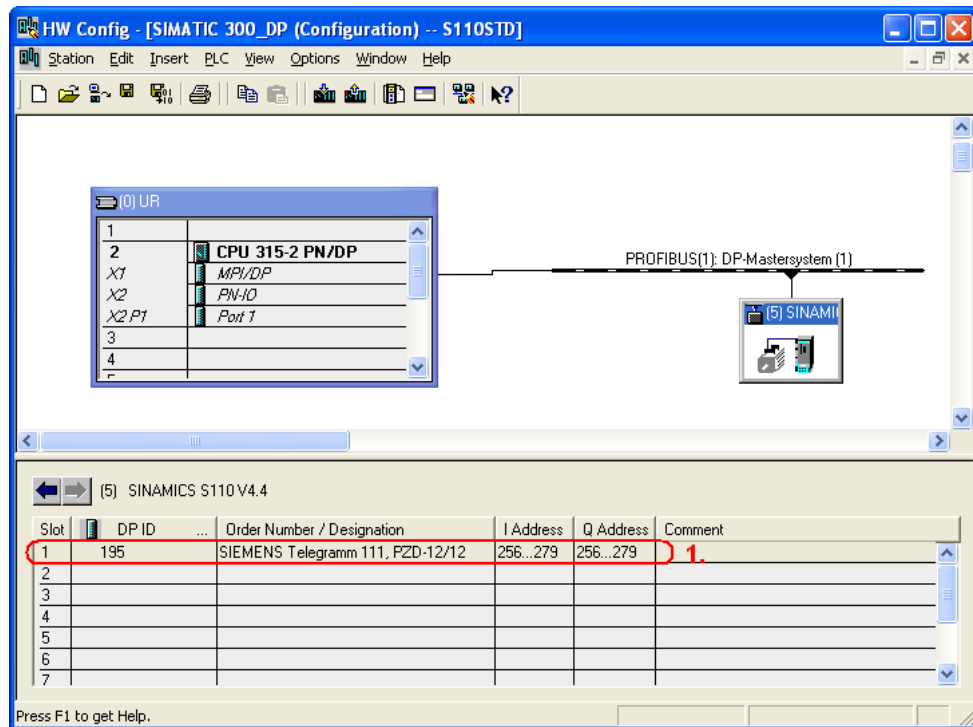 HW Config - [SIMATIC 300_DP (Configuration) -- S110STD]
Station Edit Insert PLC View Options Window Help
(0) UR
1
2 CPU 315-2 PN/DP
X1 MPI/DP
X2 PN-IO
X2 P1 Port 1
3
4
PROFIBUS(1): DP-Mastersystem (1)
(5) SINAMI
(5) SINAMICS S110 V4.4
Slot DP ID ... Order Number / Designation I Address Q Address Comment
1 195 SIEMENS Telegramm 111, PZD-12/12 256...279 256...279 1.
2
3
4
5
6
7
Press F1 to get Help.